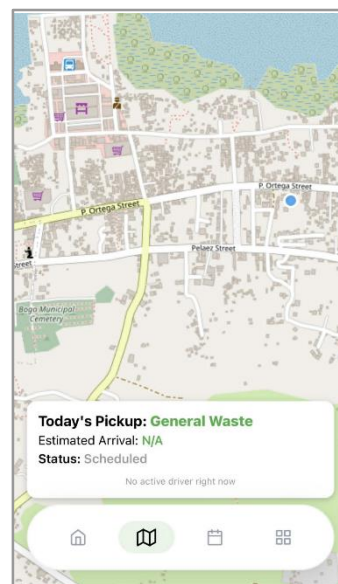 P. Ortega Street
P. Ortega Street
Pelaez Street
Street
Bogo Municipal
Cemetery
Today's Pickup: General Waste
Estimated Arrival: N/A
Status: Scheduled
No active driver right now